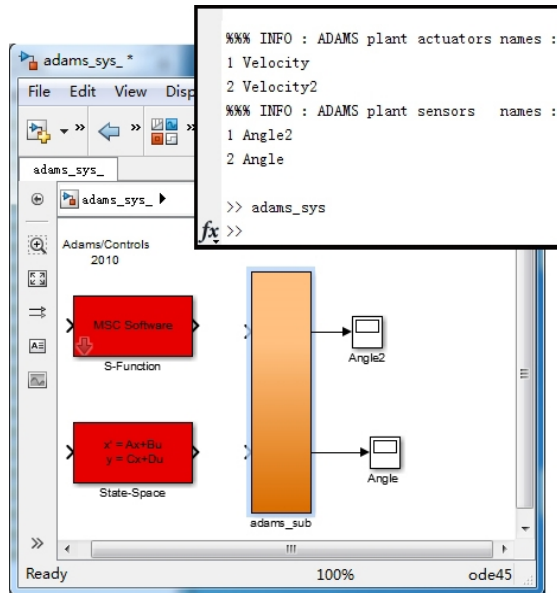 %%% INFO : ADAMS plant actuators names :
1 Velocity
2 Velocity2
%%% INFO : ADAMS plant sensors names :
1 Angle2
2 Angle
>> adams_sys
fx >>
adams_sys_ *
File Edit View Disp
adams_sys_
adams_sys_
Adams/Controls
2010
MSC Software
S-Function
Angle2
x' = Ax+Bu
y = Cx+Du
State-Space
Angle
adams_sub
Ready 100% ode45